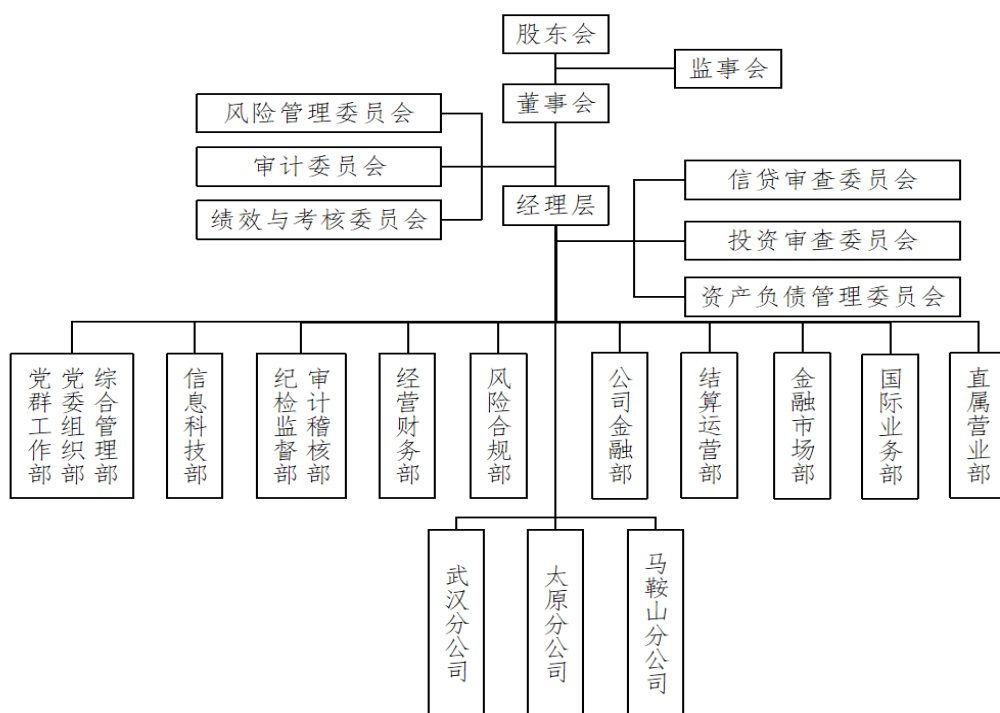 股东会
监事会
董事会
风险管理委员会
审计委员会
绩效与考核委员会
经理层
信贷审查委员会
投资审查委员会
资产负债管理委员会
综合管理部
党委组织部
党群工作部
信息科技部
审计稽核部
纪检监督部
经营财务部
风险合规部
公司金融部
结算运营部
金融市场部
国际业务部
直属营业部
武汉分公司
太原分公司
马鞍山分公司